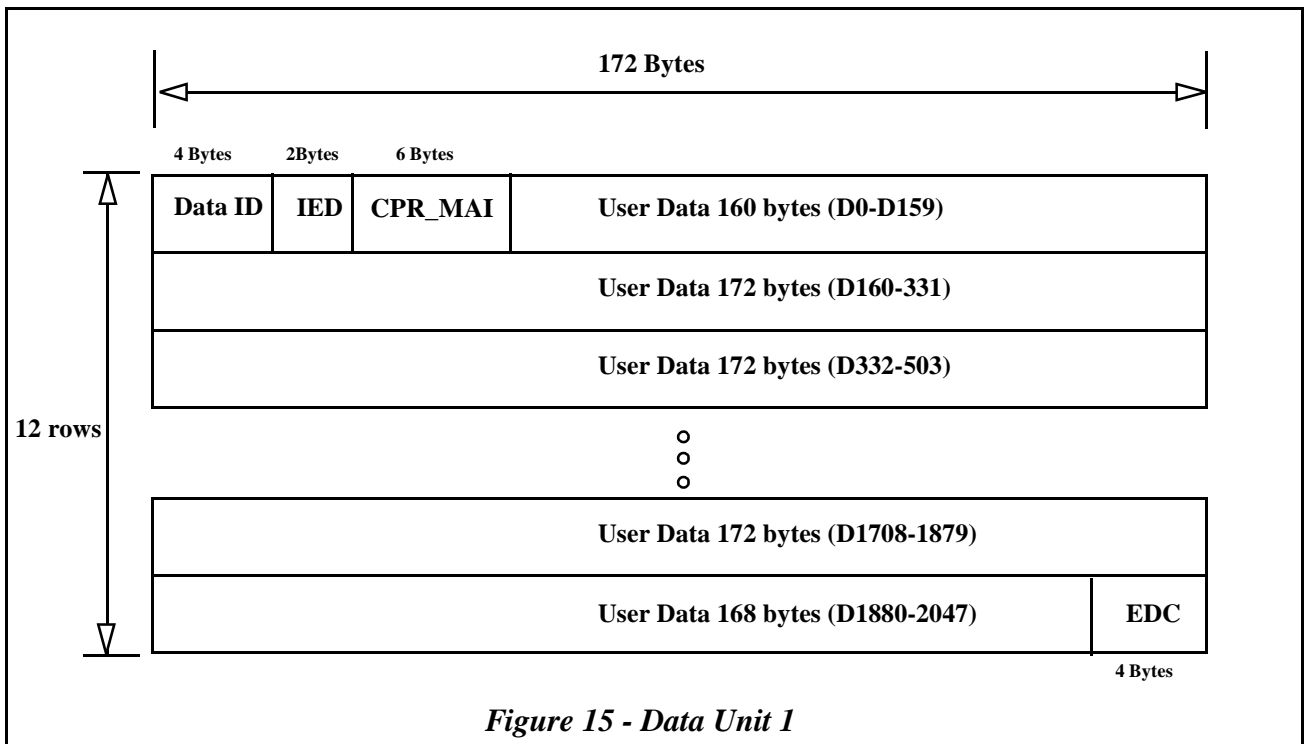 172 Bytes
4 Bytes 2Bytes 6 Bytes
Data ID IED CPR_MAI User Data 160 bytes (D0-D159)
User Data 172 bytes (D160-331)
User Data 172 bytes (D332-503)
12 rows
User Data 172 bytes (D1708-1879)
User Data 168 bytes (D1880-2047) EDC
4 Bytes
Figure 15 - Data Unit 1